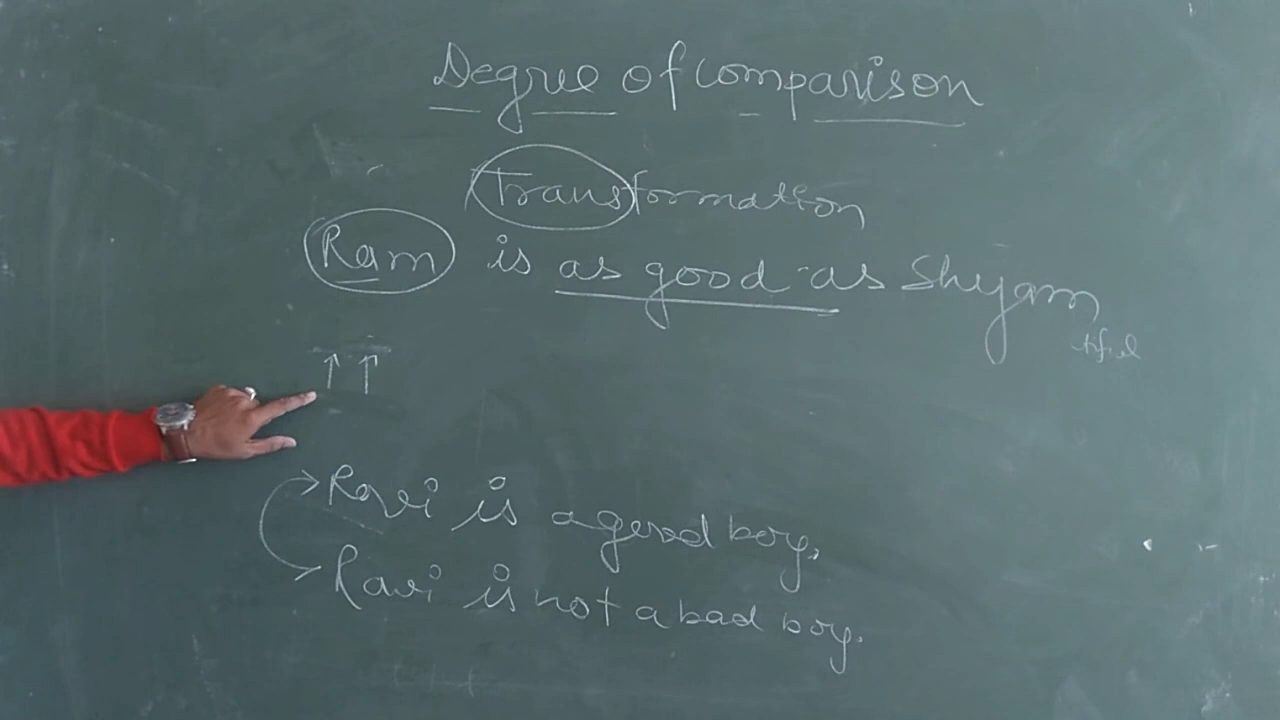 Degree of comparison
Transformation
Ram is as good as Shyam
tiful
↑ ↑
Ravi is a good boy.
Ravi is not a bad boy.